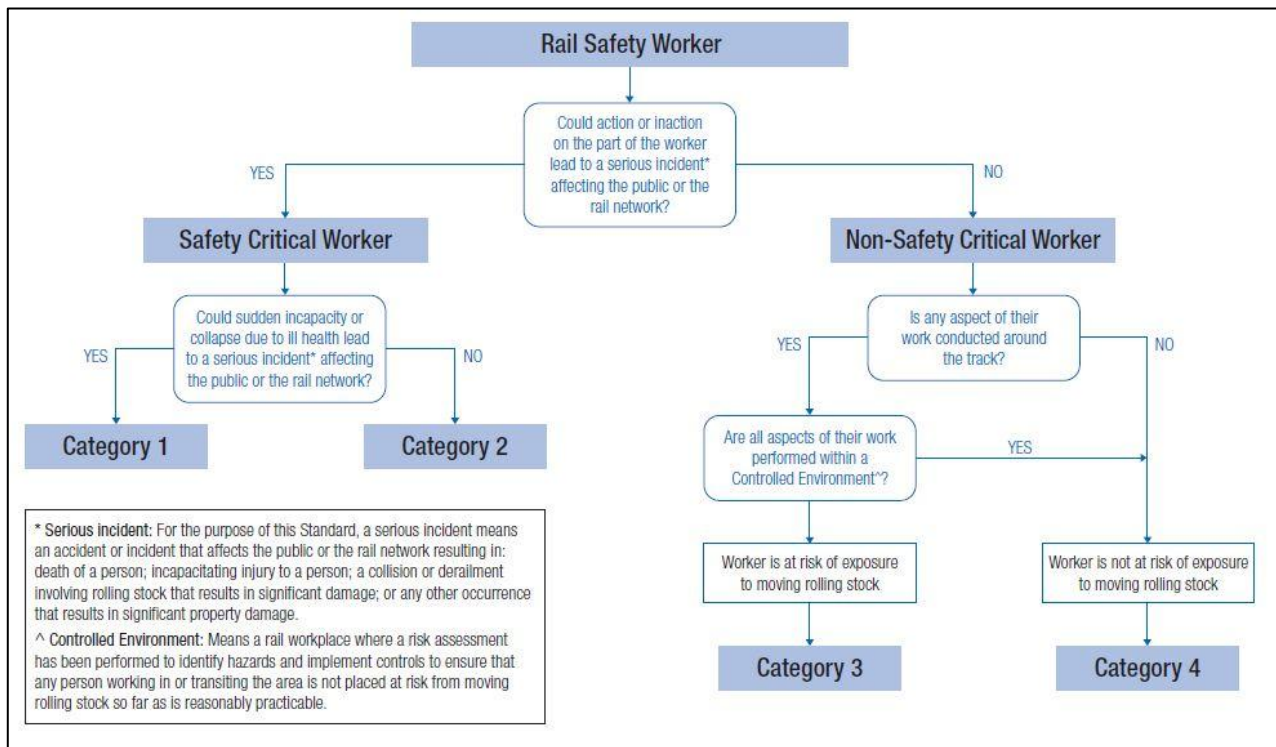 Rail Safety Worker
Could action or inaction
on the part of the worker
lead to a serious incident*
affecting the public or the
rail network?
YES
NO
Safety Critical Worker
Non-Safety Critical Worker
Could sudden incapacity or
collapse due to ill health lead
to a serious incident* affecting
the public or the rail network?
YES
NO
Is any aspect of their
work conducted around
the track?
YES
NO
Category 1
Category 2
Are all aspects of their work
performed within a
Controlled Environment^?
YES
* Serious incident: For the purpose of this Standard, a serious incident means
an accident or incident that affects the public or the rail network resulting in:
death of a person; incapacitating injury to a person; a collision or derailment
involving rolling stock that results in significant damage; or any other occurrence
that results in significant property damage.
^ Controlled Environment: Means a rail workplace where a risk assessment
has been performed to identify hazards and implement controls to ensure that
any person working in or transiting the area is not placed at risk from moving
rolling stock so far as is reasonably practicable.
Worker is at risk of exposure
to moving rolling stock
Worker is not at risk of exposure
to moving rolling stock
Category 3
Category 4